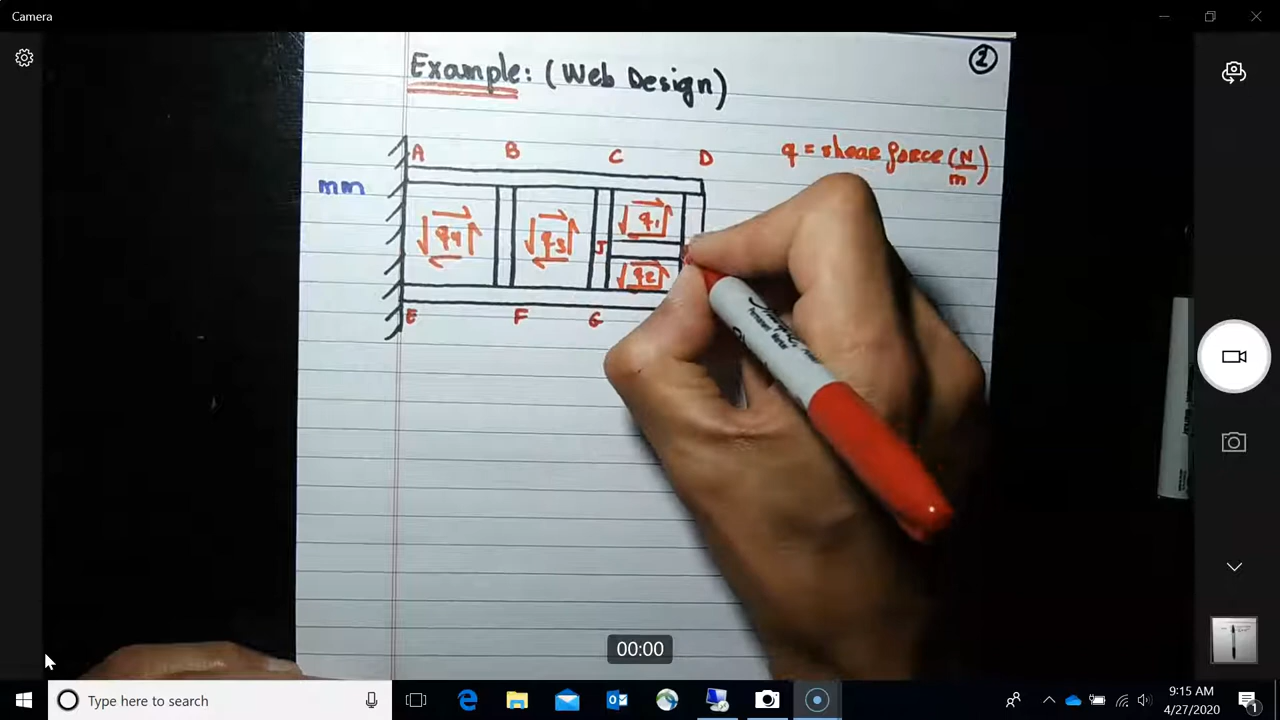 Camera
Example: (Web Design)
2
A B C D
q = shear force (N/m)
mm
q4 q3 q1
J
q2
E F G
00:00
Type here to search
9:15 AM
4/27/2020
1